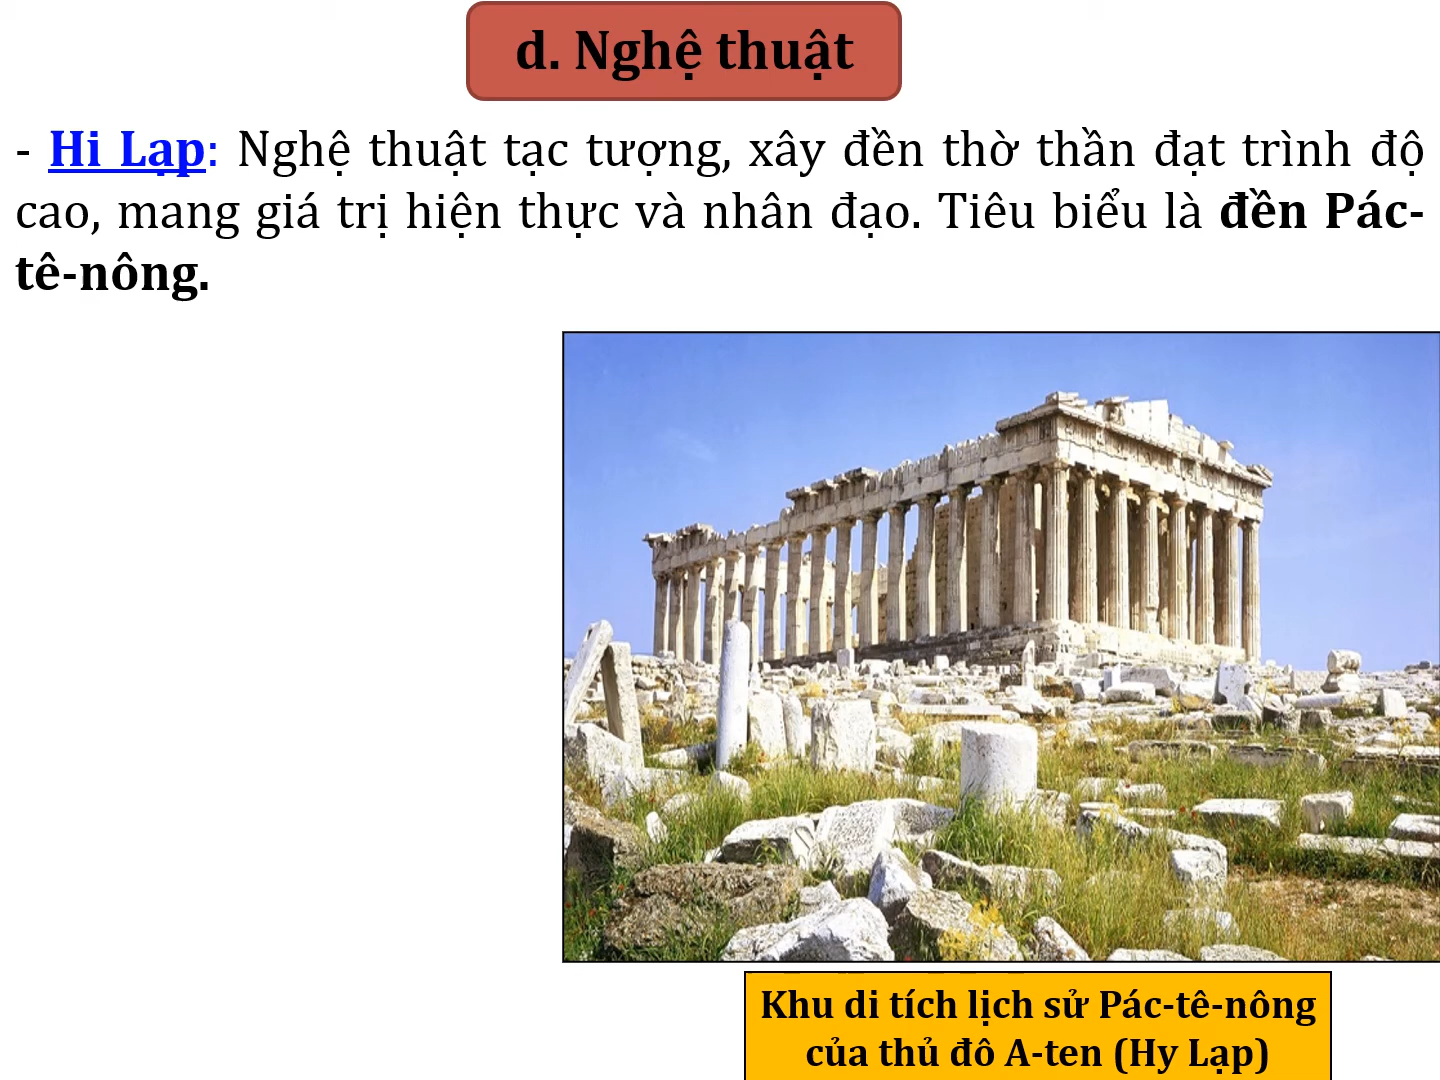 d. Nghệ thuật
- Hi Lạp: Nghệ thuật tạc tượng, xây đền thờ thần đạt trình độ
cao, mang giá trị hiện thực và nhân đạo. Tiêu biểu là đền Pác-
tê-nông.
Khu di tích lịch sử Pác-tê-nông
của thủ đô A-ten (Hy Lạp)